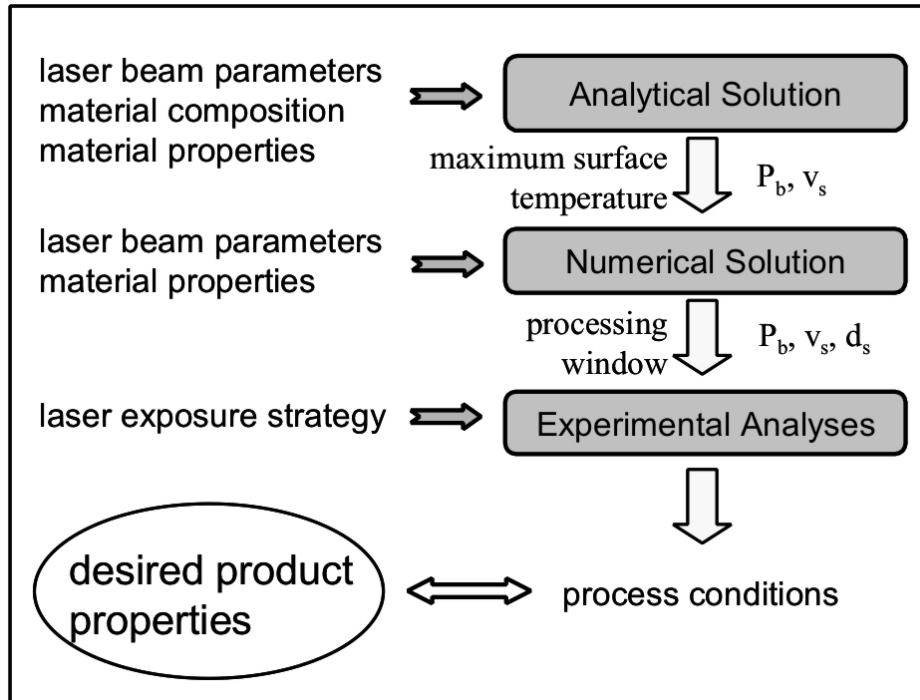 laser beam parameters
material composition
material properties
Analytical Solution
maximum surface
temperature
P_b, v_s
laser beam parameters
material properties
Numerical Solution
processing
window
P_b, v_s, d_s
laser exposure strategy
Experimental Analyses
desired product
properties
process conditions